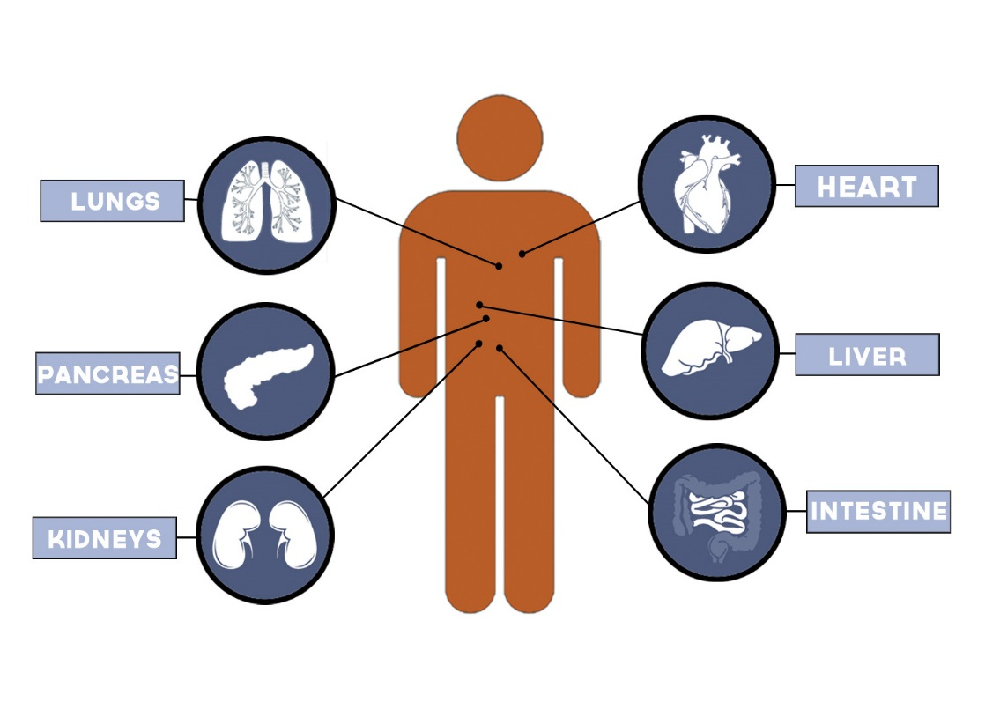 LUNGS
HEART
PANCREAS
LIVER
KIDNEYS
INTESTINE